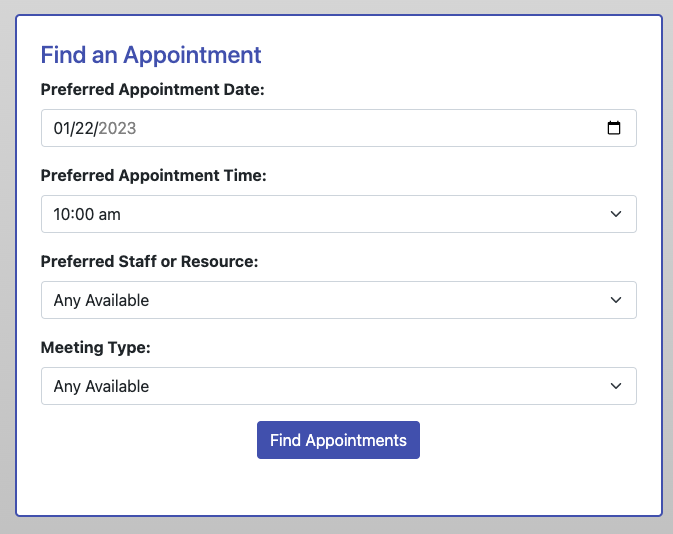 Find an Appointment
Preferred Appointment Date:
01/22/2023
Preferred Appointment Time:
10:00 am
Preferred Staff or Resource:
Any Available
Meeting Type:
Any Available
Find Appointments